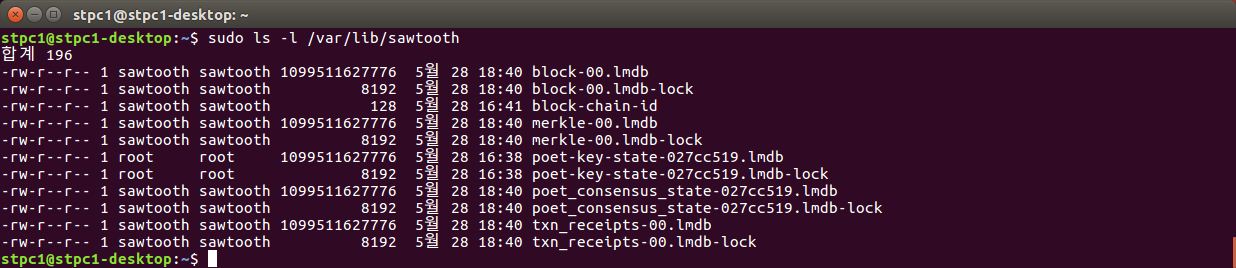 stpc1@stpc1-desktop: ~
stpc1@stpc1-desktop:~$ sudo ls -l /var/lib/sawtooth
합계 196
-rw-r--r-- 1 sawtooth sawtooth 1099511627776  5월 28 18:40 block-00.lmdb
-rw-r--r-- 1 sawtooth sawtooth          8192  5월 28 18:40 block-00.lmdb-lock
-rw-r--r-- 1 sawtooth sawtooth           128  5월 28 16:41 block-chain-id
-rw-r--r-- 1 sawtooth sawtooth 1099511627776  5월 28 18:40 merkle-00.lmdb
-rw-r--r-- 1 sawtooth sawtooth          8192  5월 28 18:40 merkle-00.lmdb-lock
-rw-r--r-- 1 root     root     1099511627776  5월 28 16:38 poet-key-state-027cc519.lmdb
-rw-r--r-- 1 root     root              8192  5월 28 16:38 poet-key-state-027cc519.lmdb-lock
-rw-r--r-- 1 sawtooth sawtooth 1099511627776  5월 28 18:40 poet_consensus_state-027cc519.lmdb
-rw-r--r-- 1 sawtooth sawtooth          8192  5월 28 18:40 poet_consensus_state-027cc519.lmdb-lock
-rw-r--r-- 1 sawtooth sawtooth 1099511627776  5월 28 18:40 txn_receipts-00.lmdb
-rw-r--r-- 1 sawtooth sawtooth          8192  5월 28 18:40 txn_receipts-00.lmdb-lock
stpc1@stpc1-desktop:~$